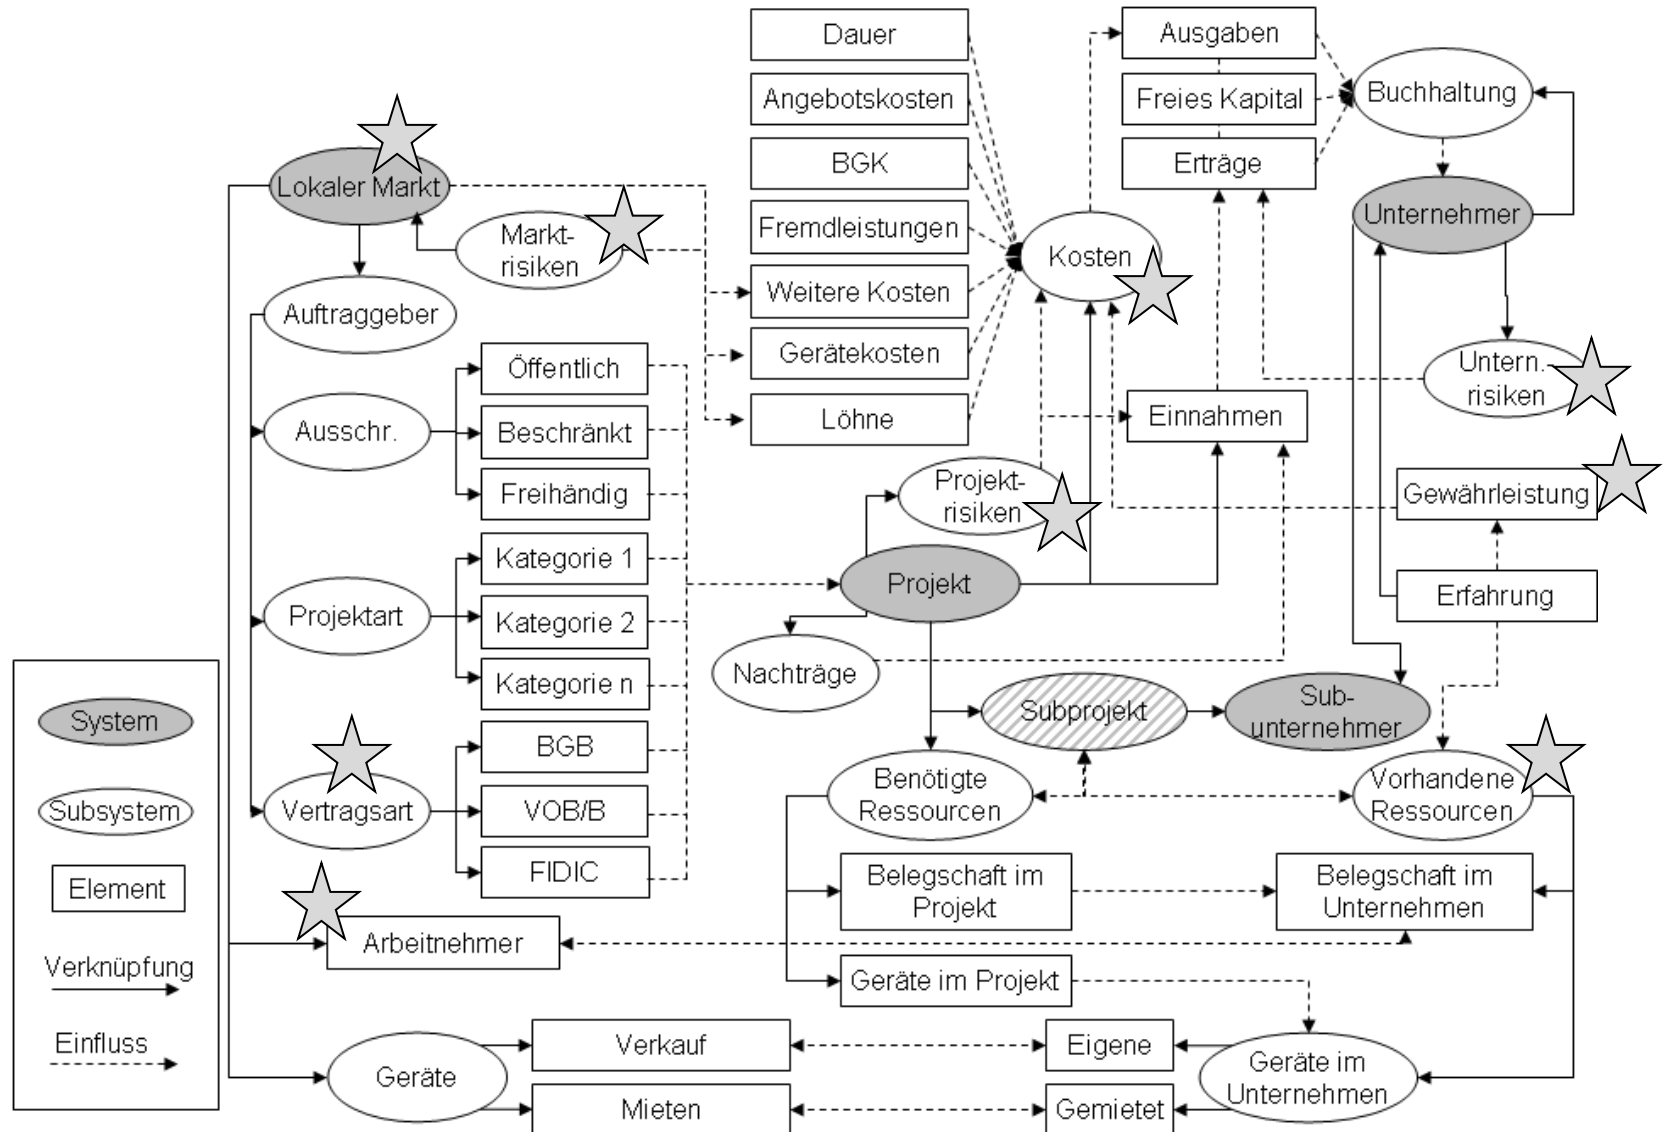 Dauer
Angebotskosten
BGK
Fremdleistungen
Weitere Kosten
Gerätekosten
Löhne
Ausgaben
Freies Kapital
Erträge
Buchhaltung
Unternehmer
Kosten
Untern.
risiken
Einnahmen
Gewährleistung
Erfahrung
Lokaler Markt
Markt-
risiken
Auftraggeber
Ausschr.
Öffentlich
Beschränkt
Freihändig
Projektart
Kategorie 1
Kategorie 2
Kategorie n
Vertragsart
BGB
VOB/B
FIDIC
Projekt-
risiken
Projekt
Nachträge
Subprojekt
Sub-
unternehmer
Benötigte
Ressourcen
Vorhandene
Ressourcen
Belegschaft im
Projekt
Belegschaft im
Unternehmen
Arbeitnehmer
Geräte im Projekt
Geräte
Verkauf
Mieten
Eigene
Gemietet
Geräte im
Unternehmen
System
Subsystem
Element
Verknüpfung
Einfluss